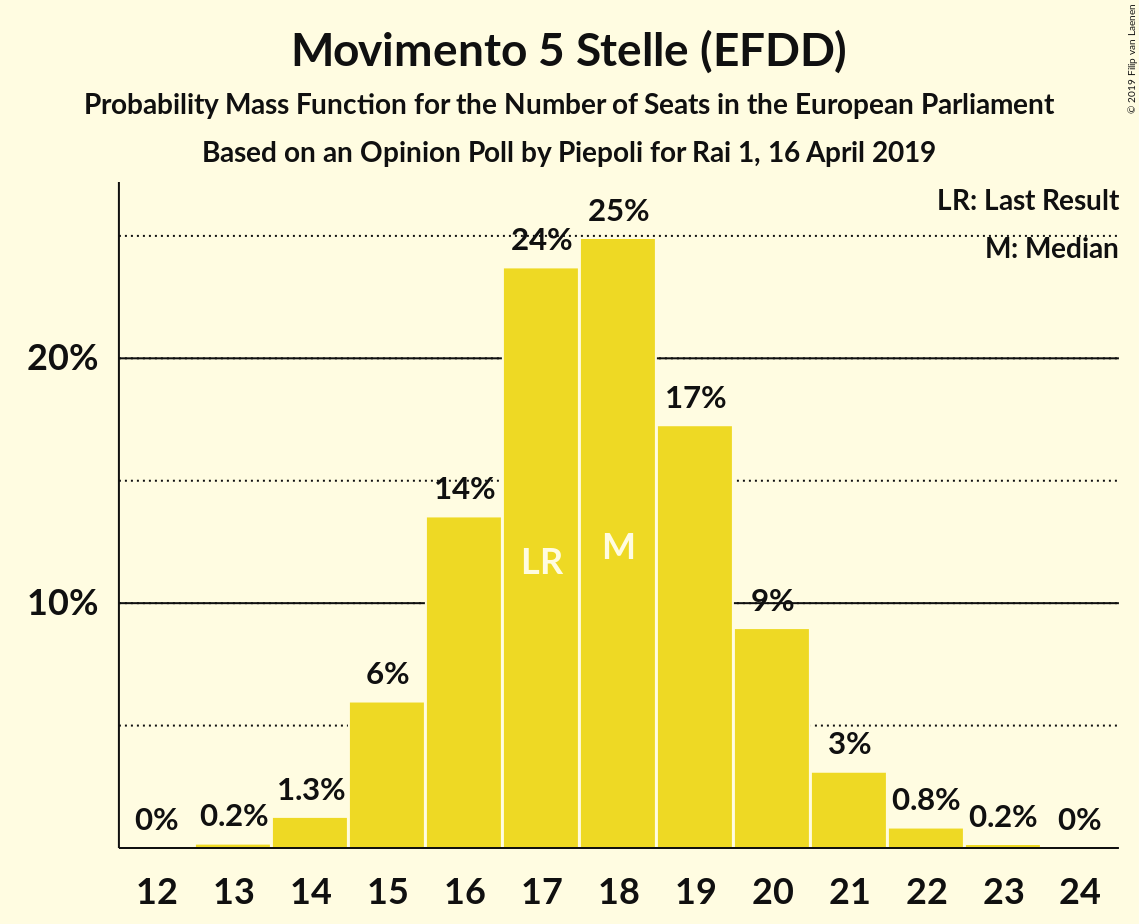 Movimento 5 Stelle (EFDD)
Probability Mass Function for the Number of Seats in the European Parliament
Based on an Opinion Poll by Piepoli for Rai 1, 16 April 2019
© 2019 Filip van Laenen
LR: Last Result
M: Median
25%
24%
20%
17%
14%
LR
M
10%
9%
6%
3%
1.3%
0.8%
0%
0.2%
0.2%
0%
12 13 14 15 16 17 18 19 20 21 22 23 24